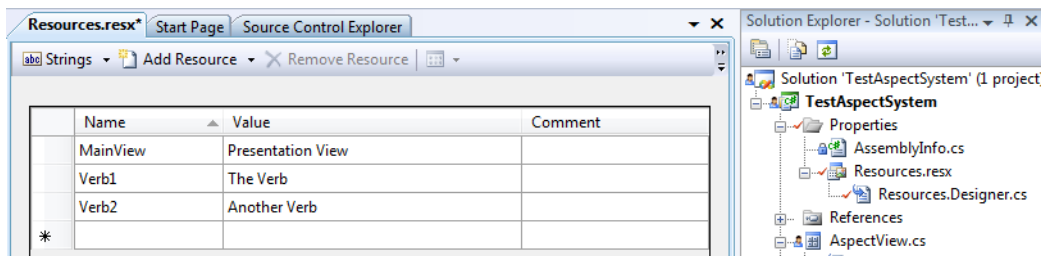 Resources.resx* Start Page Source Control Explorer
Strings Add Resource Remove Resource
Name Value Comment
MainView Presentation View
Verb1 The Verb
Verb2 Another Verb
Solution Explorer - Solution 'Test...
Solution 'TestAspectSystem' (1 project)
TestAspectSystem
Properties
AssemblyInfo.cs
Resources.resx
Resources.Designer.cs
References
AspectView.cs